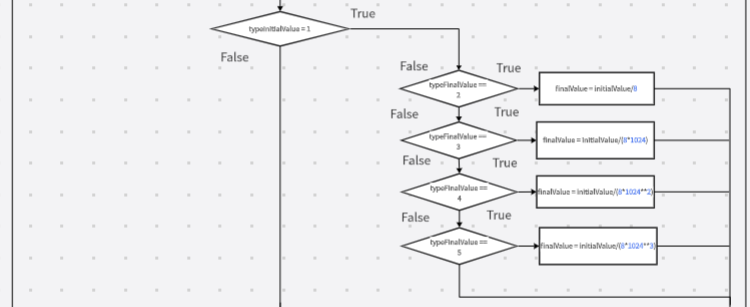 True
typeInitialValue = 1
False
False
True
typeFinalValue ==
2
finalValue = initialValue/8
False
True
typeFinalValue ==
3
finalValue = initialValue/(8*1024)
False
True
typeFinalValue ==
4
finalValue = initialValue/(8*1024**2)
False
True
typeFinalValue ==
5
finalValue = initialValue/(8*1024**3)